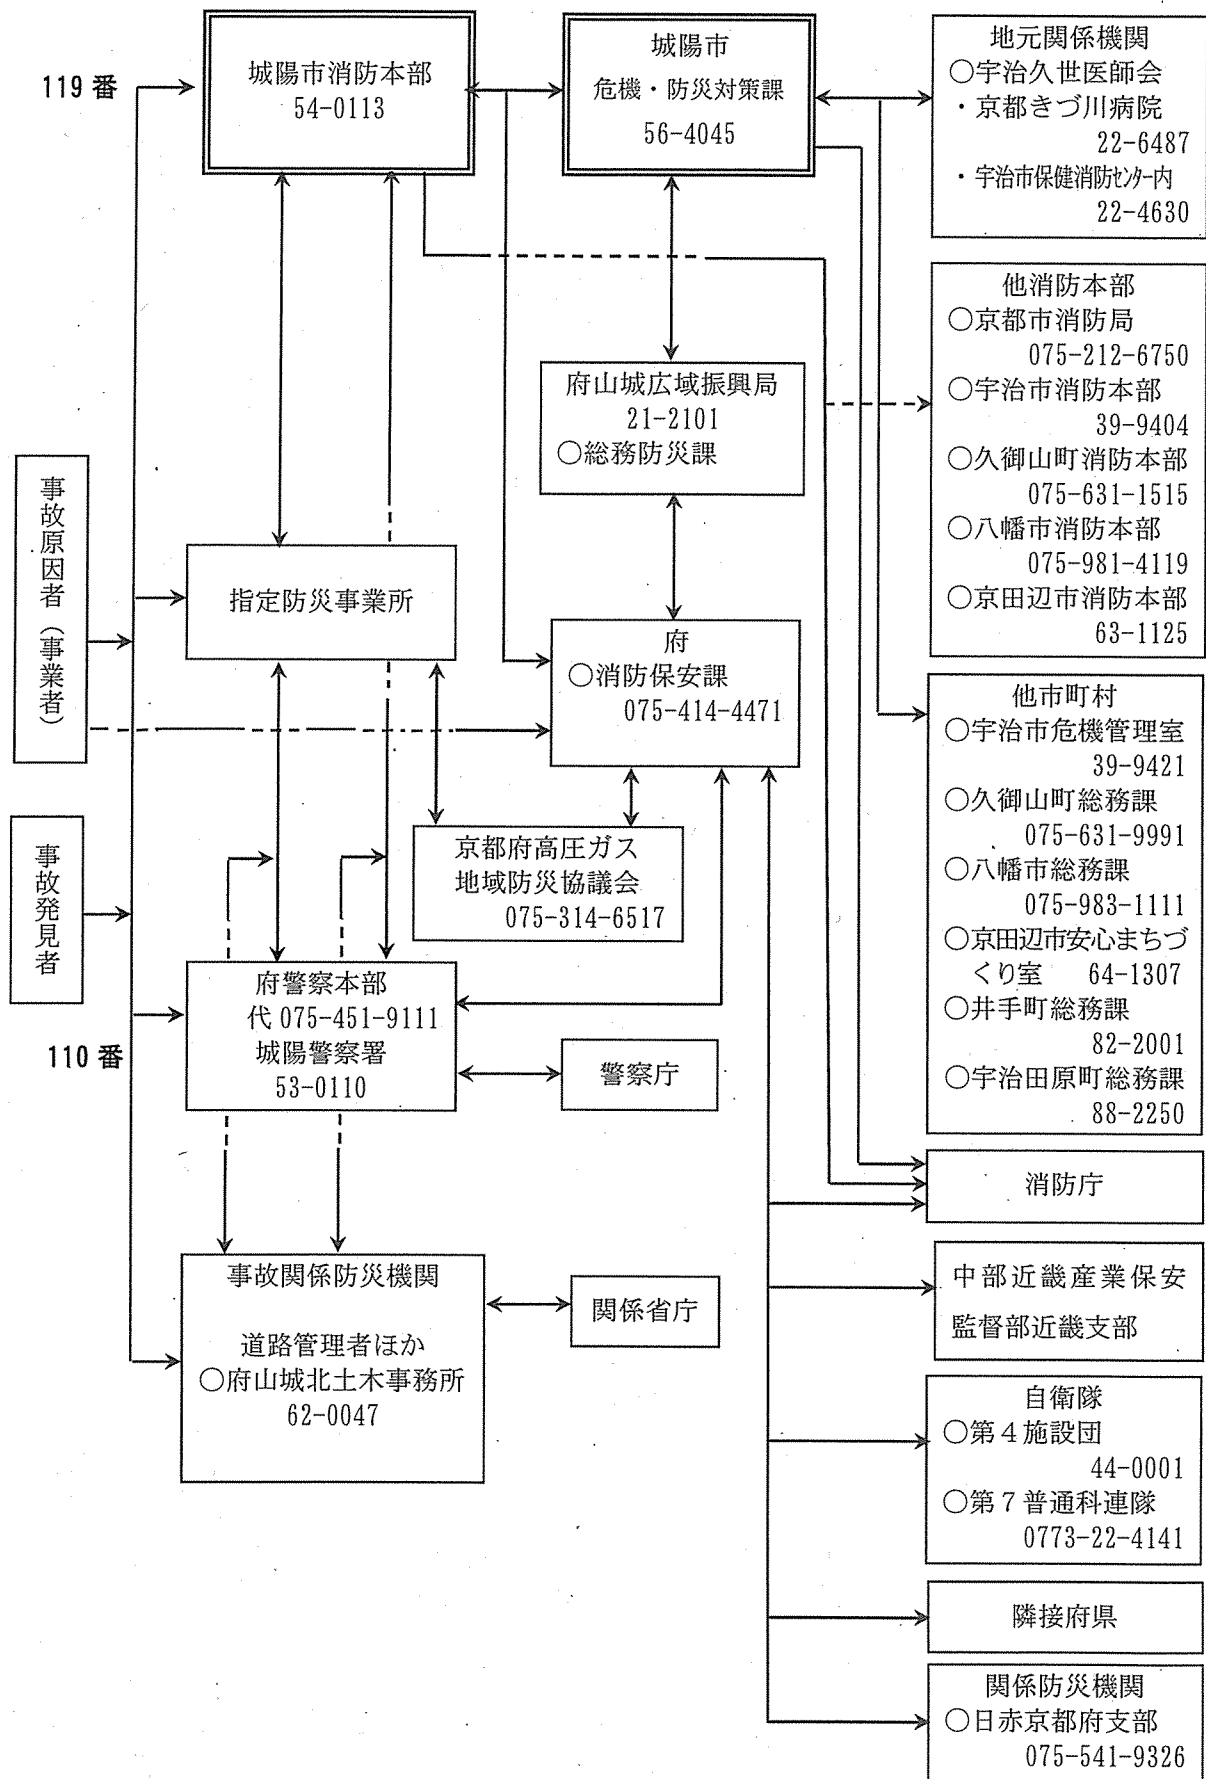 119 番
城陽市消防本部
54-0113
城陽市
危機・防災対策課
56-4045
地元関係機関
○宇治久世医師会
・京都きづ川病院
22-6487
・宇治市保健消防ｾﾝﾀｰ内
22-4630
他消防本部
○京都市消防局
075-212-6750
○宇治市消防本部
39-9404
○久御山町消防本部
075-631-1515
○八幡市消防本部
075-981-4119
○京田辺市消防本部
63-1125
府山城広域振興局
21-2101
○総務防災課
事故原因者（事業者）
指定防災事業所
府
○消防保安課
075-414-4471
他市町村
○宇治市危機管理室
39-9421
○久御山町総務課
075-631-9991
○八幡市総務課
075-983-1111
○京田辺市安心まちづ
くり室 64-1307
○井手町総務課
82-2001
○宇治田原町総務課
88-2250
事故発見者
京都府高圧ガス
地域防災協議会
075-314-6517
110 番
府警察本部
代 075-451-9111
城陽警察署
53-0110
警察庁
消防庁
事故関係防災機関
道路管理者ほか
○府山城北土木事務所
62-0047
関係省庁
中部近畿産業保安
監督部近畿支部
自衛隊
○第４施設団
44-0001
○第７普通科連隊
0773-22-4141
隣接府県
関係防災機関
○日赤京都府支部
075-541-9326